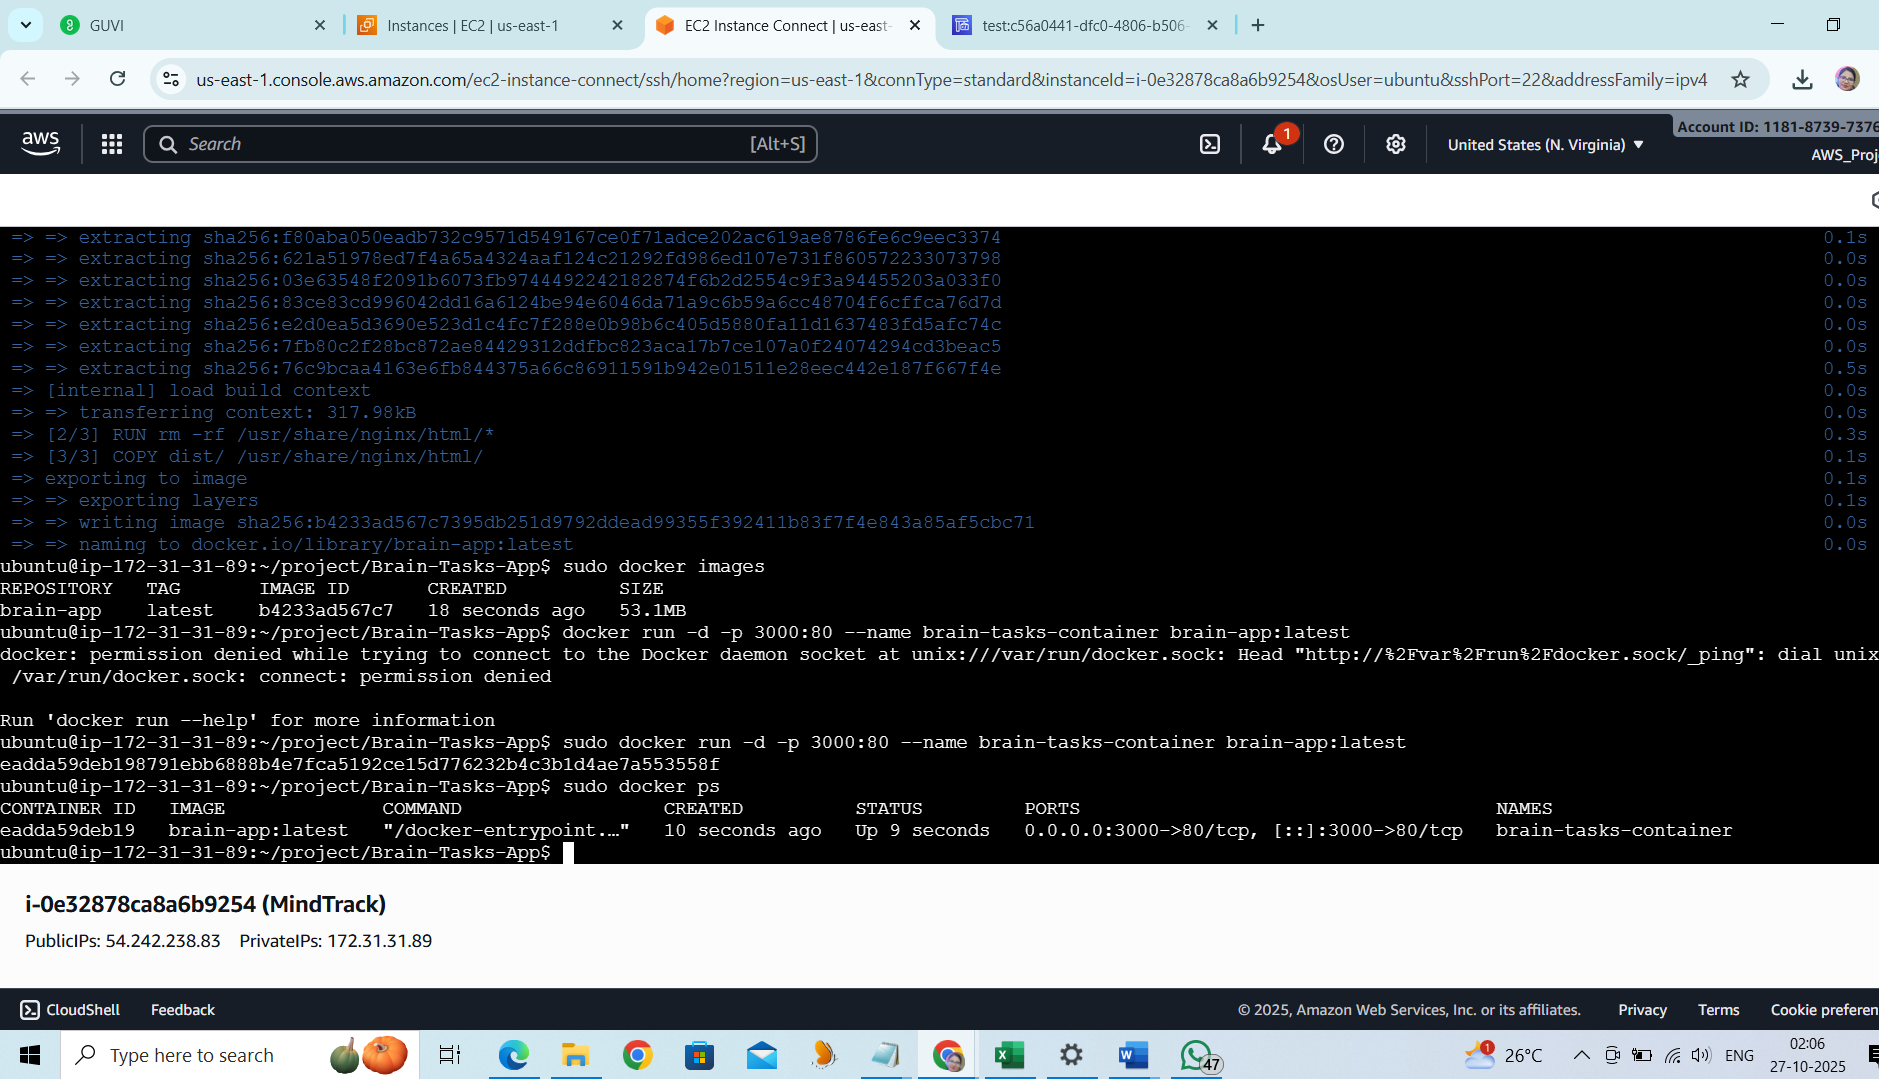 GUVI
Instances | EC2 | us-east-1
EC2 Instance Connect | us-east-
test:c56a0441-dfc0-4806-b506-
us-east-1.console.aws.amazon.com/ec2-instance-connect/ssh/home?region=us-east-1&connType=standard&instanceId=i-0e32878ca8a6b9254&osUser=ubuntu&sshPort=22&addressFamily=ipv4
aws
Search
[Alt+S]
1
United States (N. Virginia)
Account ID: 1181-8739-7376
AWS_Proj
=> => extracting sha256:f80aba050eadb732c9571d549167ce0f71adce202ac619ae8786fe6c9eec3374 0.1s
=> => extracting sha256:621a51978ed7f4a65a4324aaf124c21292fd986ed107e731f860572233073798 0.0s
=> => extracting sha256:03e63548f2091b6073fb9744492242182874f6b2d2554c9f3a94455203a033f0 0.0s
=> => extracting sha256:83ce83cd996042dd16a6124be94e6046da71a9c6b59a6cc48704f6cffca76d7d 0.0s
=> => extracting sha256:e2d0ea5d3690e523d1c4fc7f288e0b98b6c405d5880fa11d1637483fd5afc74c 0.0s
=> => extracting sha256:7fb80c2f28bc872ae84429312ddfbc823aca17b7ce107a0f24074294cd3beac5 0.0s
=> => extracting sha256:76c9bcaa4163e6fb844375a66c86911591b942e01511e28eec442e187f667f4e 0.5s
=> [internal] load build context 0.0s
=> => transferring context: 317.98kB 0.0s
=> [2/3] RUN rm -rf /usr/share/nginx/html/* 0.3s
=> [3/3] COPY dist/ /usr/share/nginx/html/ 0.1s
=> exporting to image 0.1s
=> => exporting layers 0.1s
=> => writing image sha256:b4233ad567c7395db251d9792ddead99355f392411b83f7f4e843a85af5cbc71 0.0s
=> => naming to docker.io/library/brain-app:latest 0.0s
ubuntu@ip-172-31-31-89:~/project/Brain-Tasks-App$ sudo docker images
REPOSITORY TAG IMAGE ID CREATED SIZE
brain-app latest b4233ad567c7 18 seconds ago 53.1MB
ubuntu@ip-172-31-31-89:~/project/Brain-Tasks-App$ docker run -d -p 3000:80 --name brain-tasks-container brain-app:latest
docker: permission denied while trying to connect to the Docker daemon socket at unix:///var/run/docker.sock: Head "http://%2Fvar%2Frun%2Fdocker.sock/_ping": dial unix
/var/run/docker.sock: connect: permission denied
Run 'docker run --help' for more information
ubuntu@ip-172-31-31-89:~/project/Brain-Tasks-App$ sudo docker run -d -p 3000:80 --name brain-tasks-container brain-app:latest
eadda59deb198791ebb6888b4e7fca5192ce15d776232b4c3b1d4ae7a553558f
ubuntu@ip-172-31-31-89:~/project/Brain-Tasks-App$ sudo docker ps
CONTAINER ID IMAGE COMMAND CREATED STATUS PORTS NAMES
eadda59deb19 brain-app:latest "/docker-entrypoint.…" 10 seconds ago Up 9 seconds 0.0.0.0:3000->80/tcp, [::]:3000->80/tcp brain-tasks-container
ubuntu@ip-172-31-31-89:~/project/Brain-Tasks-App$
i-0e32878ca8a6b9254 (MindTrack)
PublicIPs: 54.242.238.83 PrivateIPs: 172.31.31.89
CloudShell Feedback © 2025, Amazon Web Services, Inc. or its affiliates. Privacy Terms Cookie preferen
Type here to search
47
1
26°C
ENG
02:06
27-10-2025